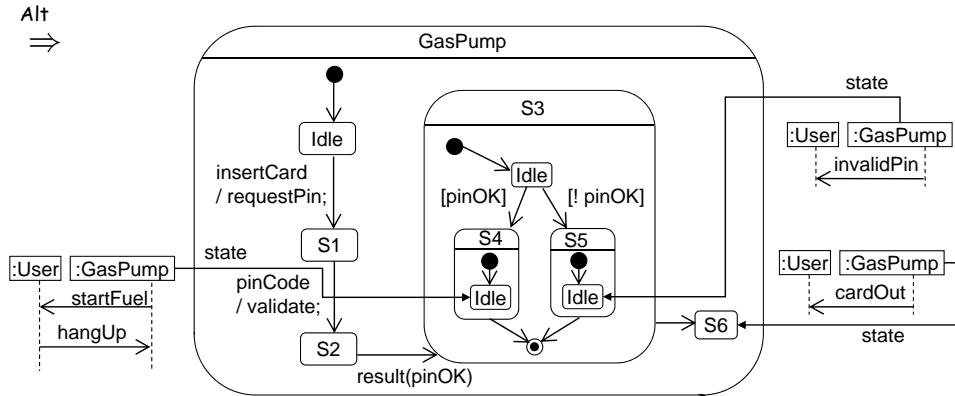 Alt
⇒
GasPump
S3
state
Idle
:User
:GasPump
insertCard
/ requestPin;
Idle
invalidPin
[pinOK]
[! pinOK]
S1
S4
S5
state
:User
:GasPump
pinCode
/ validate;
Idle
Idle
:User
:GasPump
startFuel
cardOut
hangUp
S2
S6
state
result(pinOK)